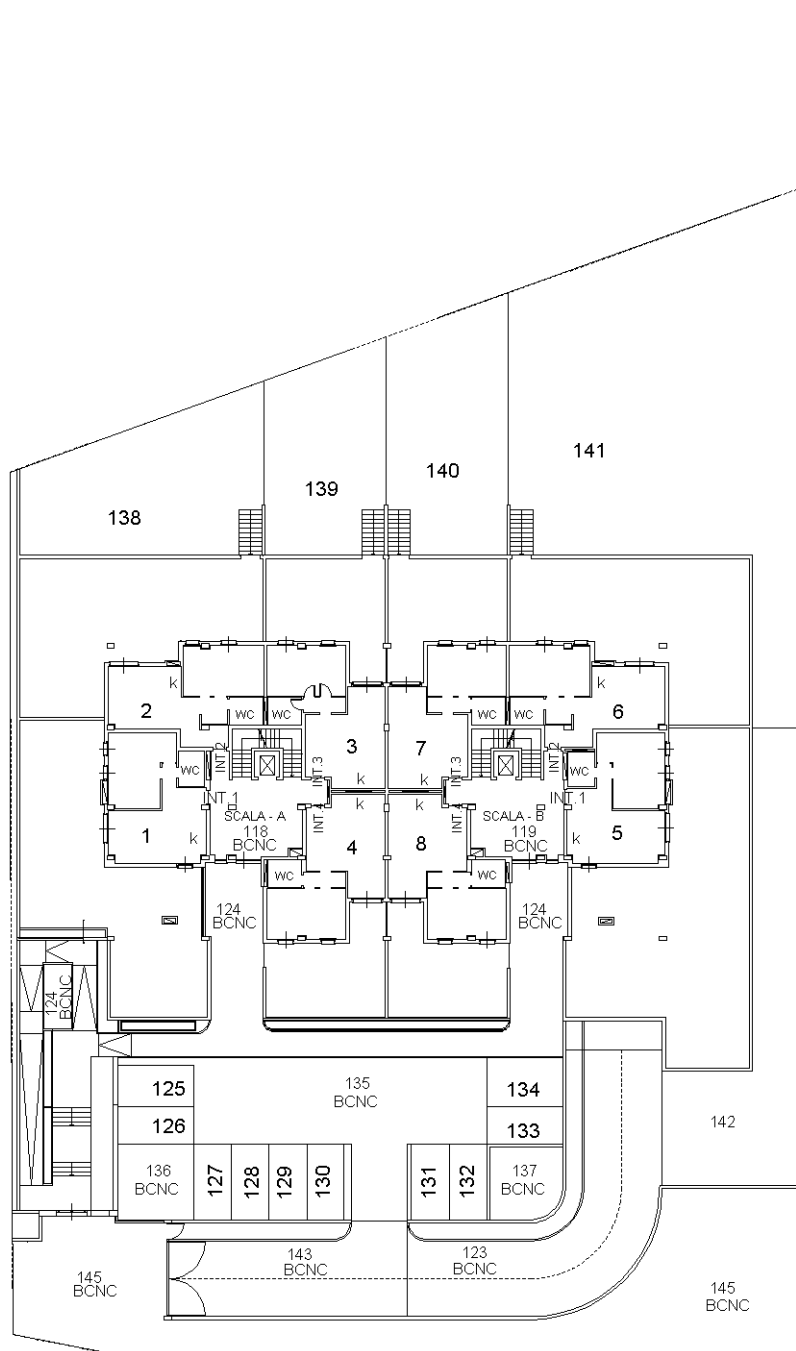 141
140
139
138
k
k
2
WC
WC
WC
WC
6
3
7
INT.2
INT.2
WC
INT.3
INT.3
WC
k
k
INT.1
INT.1
k
k
SCALA - A
SCALA - B
118
BCNC
119
BCNC
INT.4
INT.4
1
k
4
8
k
5
WC
WC
124
BCNC
124
BCNC
124
BCNC
125
135
BCNC
134
126
133
142
136
BCNC
127
128
129
130
131
132
137
BCNC
143
BCNC
123
BCNC
145
BCNC
145
BCNC